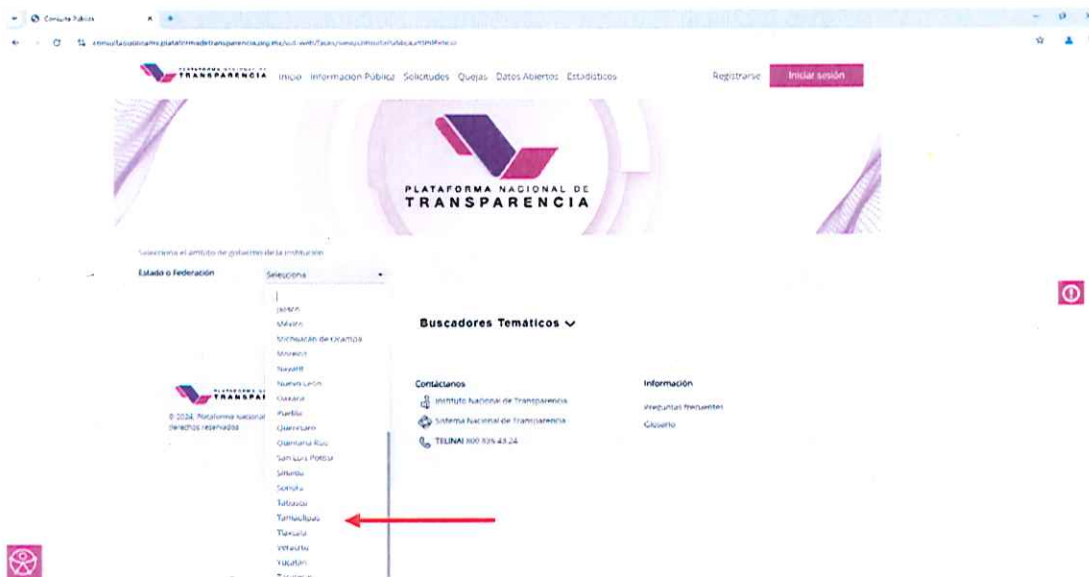 Consulta Pública
TRANSPARENCIA
Inicio Información Pública Solicitudes Quejas Datos Abiertos Estadísticos
Registrarse Iniciar sesión
PLATAFORMA NACIONAL DE
TRANSPARENCIA
Selecciona el ámbito de gobierno de la institución
Estado o Federación
Selecciona
Jalisco
México
Michoacán de Ocampo
Morelos
Nayarit
Nuevo León
Oaxaca
Puebla
Querétaro
Quintana Roo
San Luis Potosí
Sinaloa
Sonora
Tabasco
Tamaulipas
Tlaxcala
Veracruz
Yucatán
Buscadores Temáticos
© 2024, Plataforma Nacional
derechos reservados
Contáctanos
Instituto Nacional de Transparencia
Sistema Nacional de Transparencia
TELINAI 800 835 43 24
Información
Preguntas frecuentes
Glosario